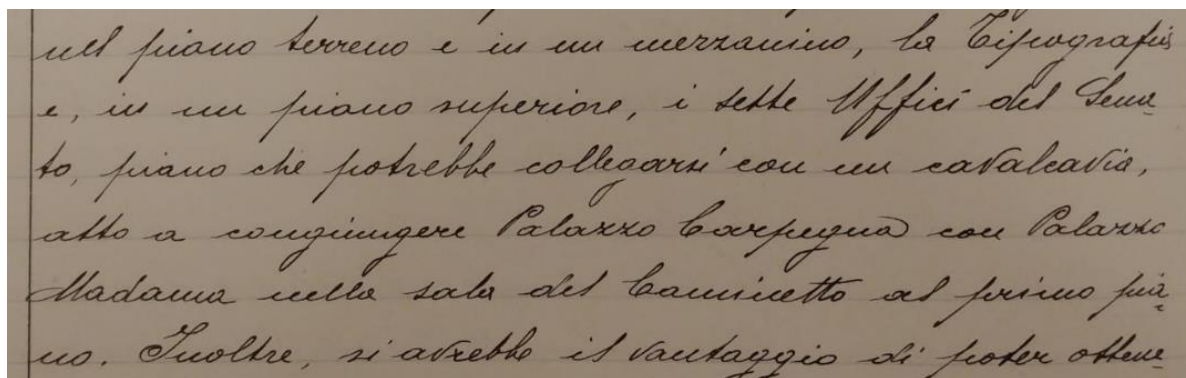 nel piano terreno e in un mezzanino, la Tipografia
e, in un piano superiore, i sette Uffici del Sena-
to, piano che potrebbe collegarsi con un cavalcavia,
atto a congiungere Palazzo Carpegna con Palazzo
Madama nella sala del Caminetto al primo pia=
no. Inoltre, si avrebbe il vantaggio di poter ottene-